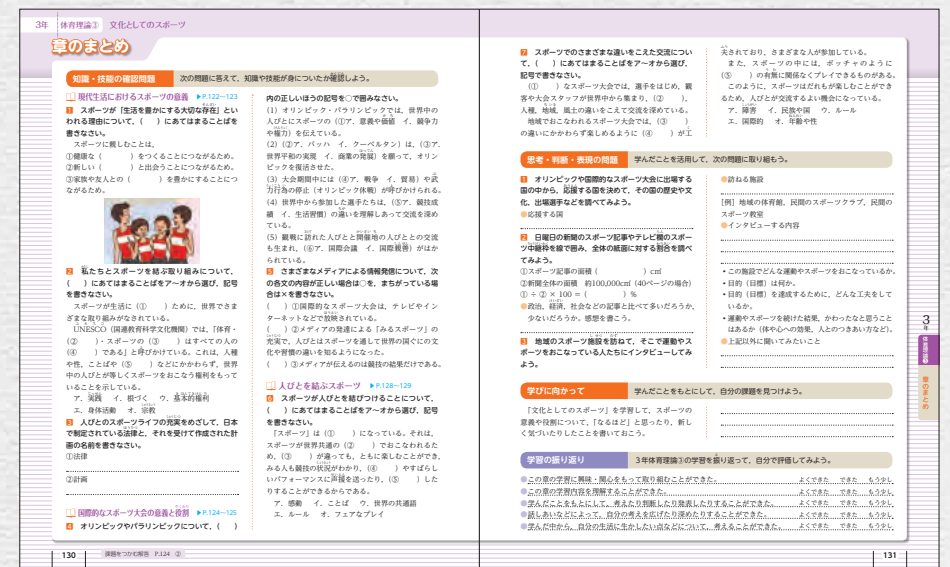 3年 体育理論③ 文化としてのスポーツ
章のまとめ
知識・技能の確認問題 次の問題に答えて、知識や技能が身についたか確認しよう。
現代生活におけるスポーツの意義 ▶P.122〜123
1 スポーツが「生活を豊かにする大切な存在」とい
われる理由について、( )にあてはまることばを
書きなさい。
スポーツに親しむことは、
①健康な( )をつくることにつながるため。
②新しい( )と出会うことにつながるため。
③家族や友人との( )を豊かにすることにつ
ながるため。
2 私たちとスポーツを結ぶ取り組みについて、
( )にあてはまることばをア〜オから選び、記号
を書きなさい。
スポーツが生活に(① )ために、世界でさま
ざまな取り組みがなされている。
UNESCO(国連教育科学文化機関)では、「体育・
(② )・スポーツの(③ )はすべての人の
(④ )である」と呼びかけている。これは、人種
や性、ことばや(⑤ )などにかかわらず、世界
中の人びとが等しくスポーツをおこなう権利をもって
いることを示している。
ア.実践 イ.根づく ウ.基本的権利
エ.身体活動 オ.宗教
3 人びとのスポーツライフの充実をめざして、日本
で制定されている法律と、それを受けて作成された計
画の名前を書きなさい。
①法律
②計画
国際的なスポーツ大会の意義と役割 ▶P.124〜125
4 オリンピックやパラリンピックについて、( )
内の正しいほうの記号を○で囲みなさい。
(1) オリンピック・パラリンピックでは、世界中の
人びとにスポーツの(①ア.意義や価値 イ.競争力
や権力)を伝えている。
(2) (②ア.バッハ イ.クーベルタン)は、(③ア.
世界平和の実現 イ.商業の発展)を願って、オリン
ピックを復活させた。
(3) 大会期間中には(④ア.戦争 イ.貿易)や武
力行為の停止(オリンピック休戦)が呼びかけられる。
(4) 世界中から参加した選手たちは、(⑤ア.競技成
績 イ.生活習慣)の違いを理解しあって交流を深め
ている。
(5) 観戦に訪れた人びとと開催地の人びととの交流
も生まれ、(⑥ア.国際会議 イ.国際親善)がはか
られている。
5 さまざまなメディアによる情報発信について、次
の各文の内容が正しい場合は○を、まちがっている場
合は×を書きなさい。
( )①国際的なスポーツ大会は、テレビやイン
ターネットなどで放映されている。
( )②メディアの発達による「みるスポーツ」の
充実で、人びとはスポーツを通して世界の国ぐにの文
化や習慣の違いを知るようになった。
( )③メディアが伝えるのは競技の結果だけである。
人びとを結ぶスポーツ ▶P.128〜129
6 スポーツが人びとを結びつけることについて、
( )にあてはまることばをア〜オから選び、記号
を書きなさい。
「スポーツ」は(① )になっている。それは、
スポーツが世界共通の(② )でおこなわれるた
め、(③ )が違っても、ともに楽しむことができ、
みる人も競技の状況がわかり、(④ )やすばらし
いパフォーマンスに声援を送ったり、(⑤ )した
りすることができるからである。
ア.感動 イ.ことば ウ.世界の共通語
エ.ルール オ.フェアなプレイ
130 課題をつかむ解答 P.124 ②
7 スポーツでのさまざまな違いをこえた交流につい
て、( )にあてはまることばをア〜オから選び、
記号で書きなさい。
(① )なスポーツ大会では、選手をはじめ、観
客や大会スタッフが世界中から集まり、(② )、
人種、地域、風土の違いをこえて交流を深めている。
地域でおこなわれるスポーツ大会では、(③ )
の違いにかかわらず楽しめるように(④ )が工
夫されており、さまざまな人が参加している。
また、スポーツの中には、ボッチャのように
(⑤ )の有無に関係なくプレイできるものがある。
このように、スポーツはだれもが楽しむことができ
るため、人びとが交流するよい機会になっている。
ア.障害 イ.民族や国 ウ.ルール
エ.国際的 オ.年齢や性
思考・判断・表現の問題 学んだことを活用して、次の問題に取り組もう。
1 オリンピックや国際的なスポーツ大会に出場する
国の中から、応援する国を決めて、その国の歴史や文
化、出場選手などを調べてみよう。
●応援する国
2 日曜日の新聞のスポーツ記事やテレビ欄のスポー
ツ中継枠を線で囲み、全体の紙面に対する割合を調べ
てみよう。
①スポーツ記事の面積( )c㎡
②新聞全体の面積 約100,000c㎡(40ページの場合)
①÷②×100=( )%
●政治、経済、社会などの記事と比べて多いだろうか、
少ないだろうか。感想を書こう。
3 地域のスポーツ施設を訪ねて、そこで運動やス
ポーツをおこなっている人たちにインタビューしてみ
よう。
●訪ねる施設
[例] 地域の体育館、民間のスポーツクラブ、民間の
スポーツ教室
●インタビューする内容
・この施設でどんな運動やスポーツをおこなっているか。
・目的(目標)は何か。
・目的(目標)を達成するために、どんな工夫をして
いるか。
・運動やスポーツを続けた結果、かわったなと思うこと
はあるか(体や心への効果、人とのつきあい方など)。
●上記以外に聞いてみたいこと
学びに向かって 学んだことをもとにして、自分の課題を見つけよう。
「文化としてのスポーツ」を学習して、スポーツの
意義や役割について、「なるほど」と思ったり、新し
く気づいたりしたことを書いておこう。
学習の振り返り 3年体育理論③の学習を振り返って、自分で評価してみよう。
●この章の学習に興味・関心をもって取り組むことができた。 よくできた できた もう少し
●この章の学習内容を理解することができた。 よくできた できた もう少し
●学んだことをもとにして、考えたり判断したり発表したりすることができた。 よくできた できた もう少し
●話しあいなどによって、自分の考えを広げたり深めたりすることができた。 よくできた できた もう少し
●学んだ中から、自分の生活に生かしたい点などについて、考えることができた。 よくできた できた もう少し
3年
体育理論③
章のまとめ
131